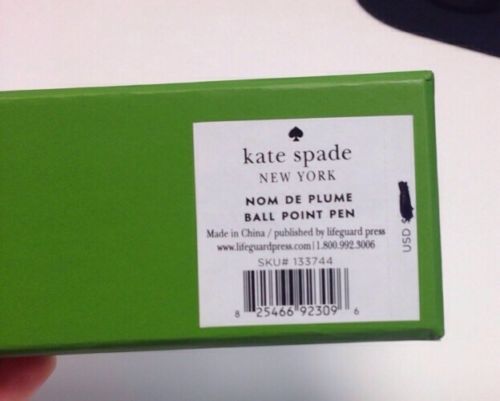 kate spade
NEW YORK
NOM DE PLUME
BALL POINT PEN
Made in China / published by lifeguard press
www.lifeguardpress.com | 1.800.992.3006
SKU# 133744
8 25466 92309 6
USD $